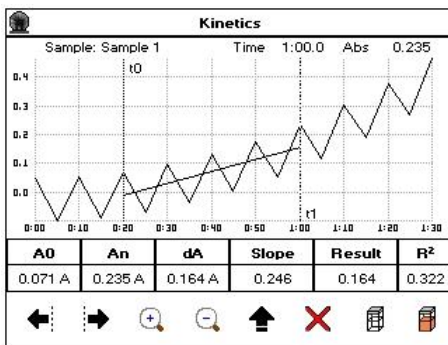 Kinetics
Sample: Sample 1 Time 1:00.0 Abs 0.235
t0
0.4
0.3
0.2
0.1
0.0
t1
0:00 0:10 0:20 0:30 0:40 0:50 1:00 1:10 1:20 1:30
A0 An dA Slope Result R²
0.071 A 0.235 A 0.164 A 0.246 0.164 0.322